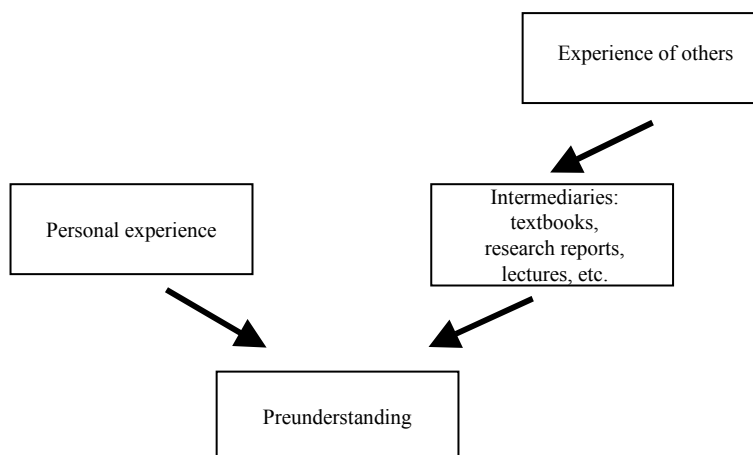 Experience of others
Personal experience
Intermediaries:
textbooks,
research reports,
lectures, etc.
Preunderstanding